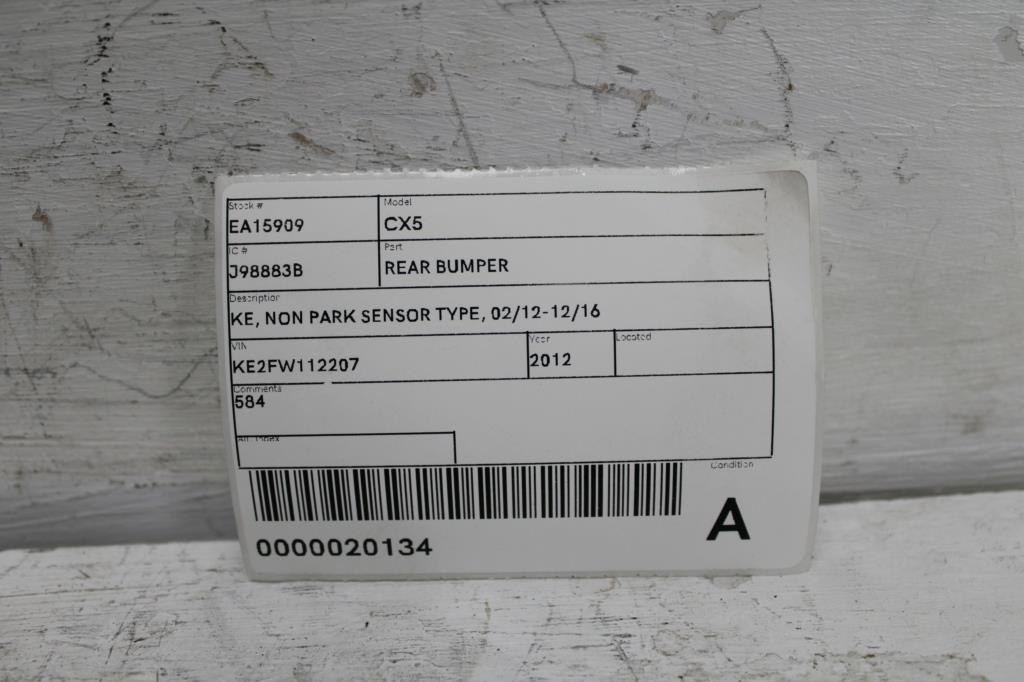 Stock # Model
EA15909 CX5
IC # Part
J98883B REAR BUMPER
Description
KE, NON PARK SENSOR TYPE, 02/12-12/16
VIN Year Located
KE2FW112207 2012
Comments
584
Alt. Index
Condition
A
0000020134